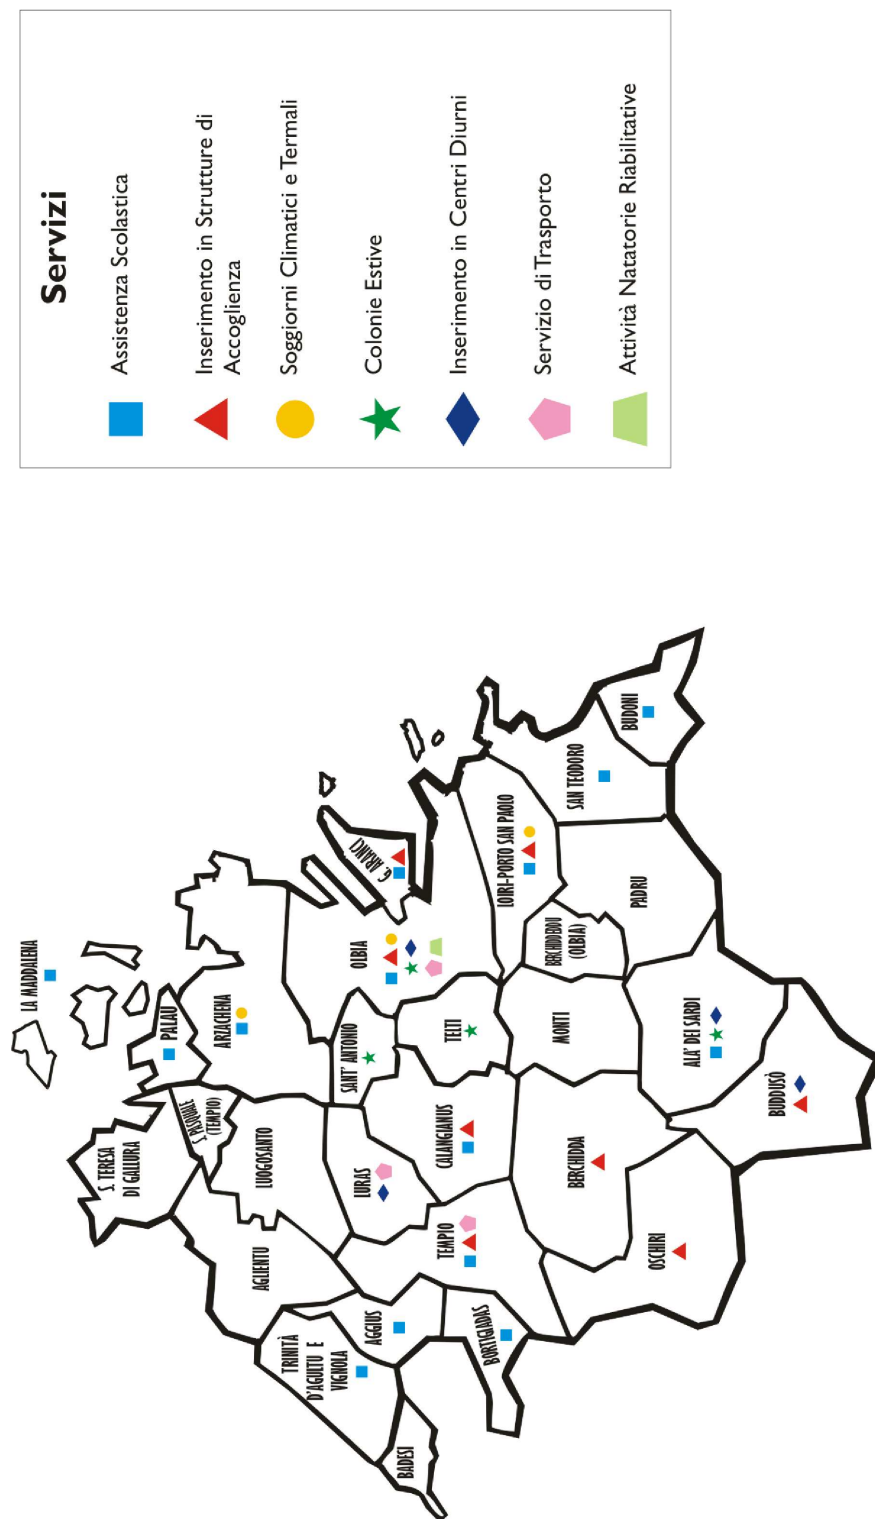 Servizi
Assistenza Scolastica
Inserimento in Strutture di
Accoglienza
Soggiorni Climatici e Termali
Colonie Estive
Inserimento in Centri Diurni
Servizio di Trasporto
Attività Natatorie Riabilitative
LA MADDALENA
S. TERESA
DI GALLURA
PALAU
S. PASQUALE
(TEMPIO)
ARZACHENA
AGLIENTU
LUOGOSANTO
TRINITÀ
D'AGULTU E
VIGNOLA
BADESI
AGGIUS
BORTIGIADAS
TEMPIO
LURAS
SANT' ANTONIO
CALANGIANUS
TELTI
OLBIA
G. ARANCI
LOIRI-PORTO SAN PAOLO
SAN TEODORO
BUDONI
BERCHIDDEDDU
(OLBIA)
PADRU
MONTI
BERCHIDDA
OSCHIRI
ALA' DEI SARDI
BUDDUSÒ